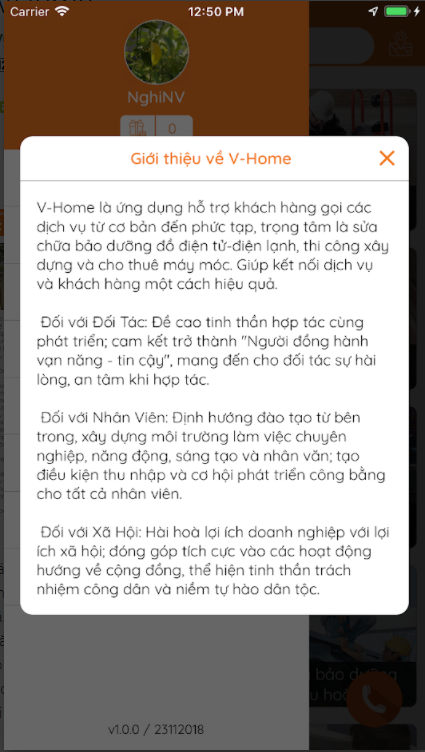 Carrier
12:50 PM
NghiNV
0
Giới thiệu về V-Home
V-Home là ứng dụng hỗ trợ khách hàng gọi các
dịch vụ từ cơ bản đến phức tạp, trọng tâm là sửa
chữa bảo dưỡng đồ điện tử-điện lạnh, thi công xây
dựng và cho thuê máy móc. Giúp kết nối dịch vụ
và khách hàng một cách hiệu quả.
Đối với Đối Tác: Đề cao tinh thần hợp tác cùng
phát triển; cam kết trở thành "Người đồng hành
vạn năng - tin cậy", mang đến cho đối tác sự hài
lòng, an tâm khi hợp tác.
Đối với Nhân Viên: Định hướng đào tạo từ bên
trong, xây dựng môi trường làm việc chuyên
nghiệp, năng động, sáng tạo và nhân văn; tạo
điều kiện thu nhập và cơ hội phát triển công bằng
cho tất cả nhân viên.
Đối với Xã Hội: Hài hoà lợi ích doanh nghiệp với lợi
ích xã hội; đóng góp tích cực vào các hoạt động
hướng về cộng đồng, thể hiện tinh thần trách
nhiệm công dân và niềm tự hào dân tộc.
bảo dưỡng
v1.0.0 / 23112018